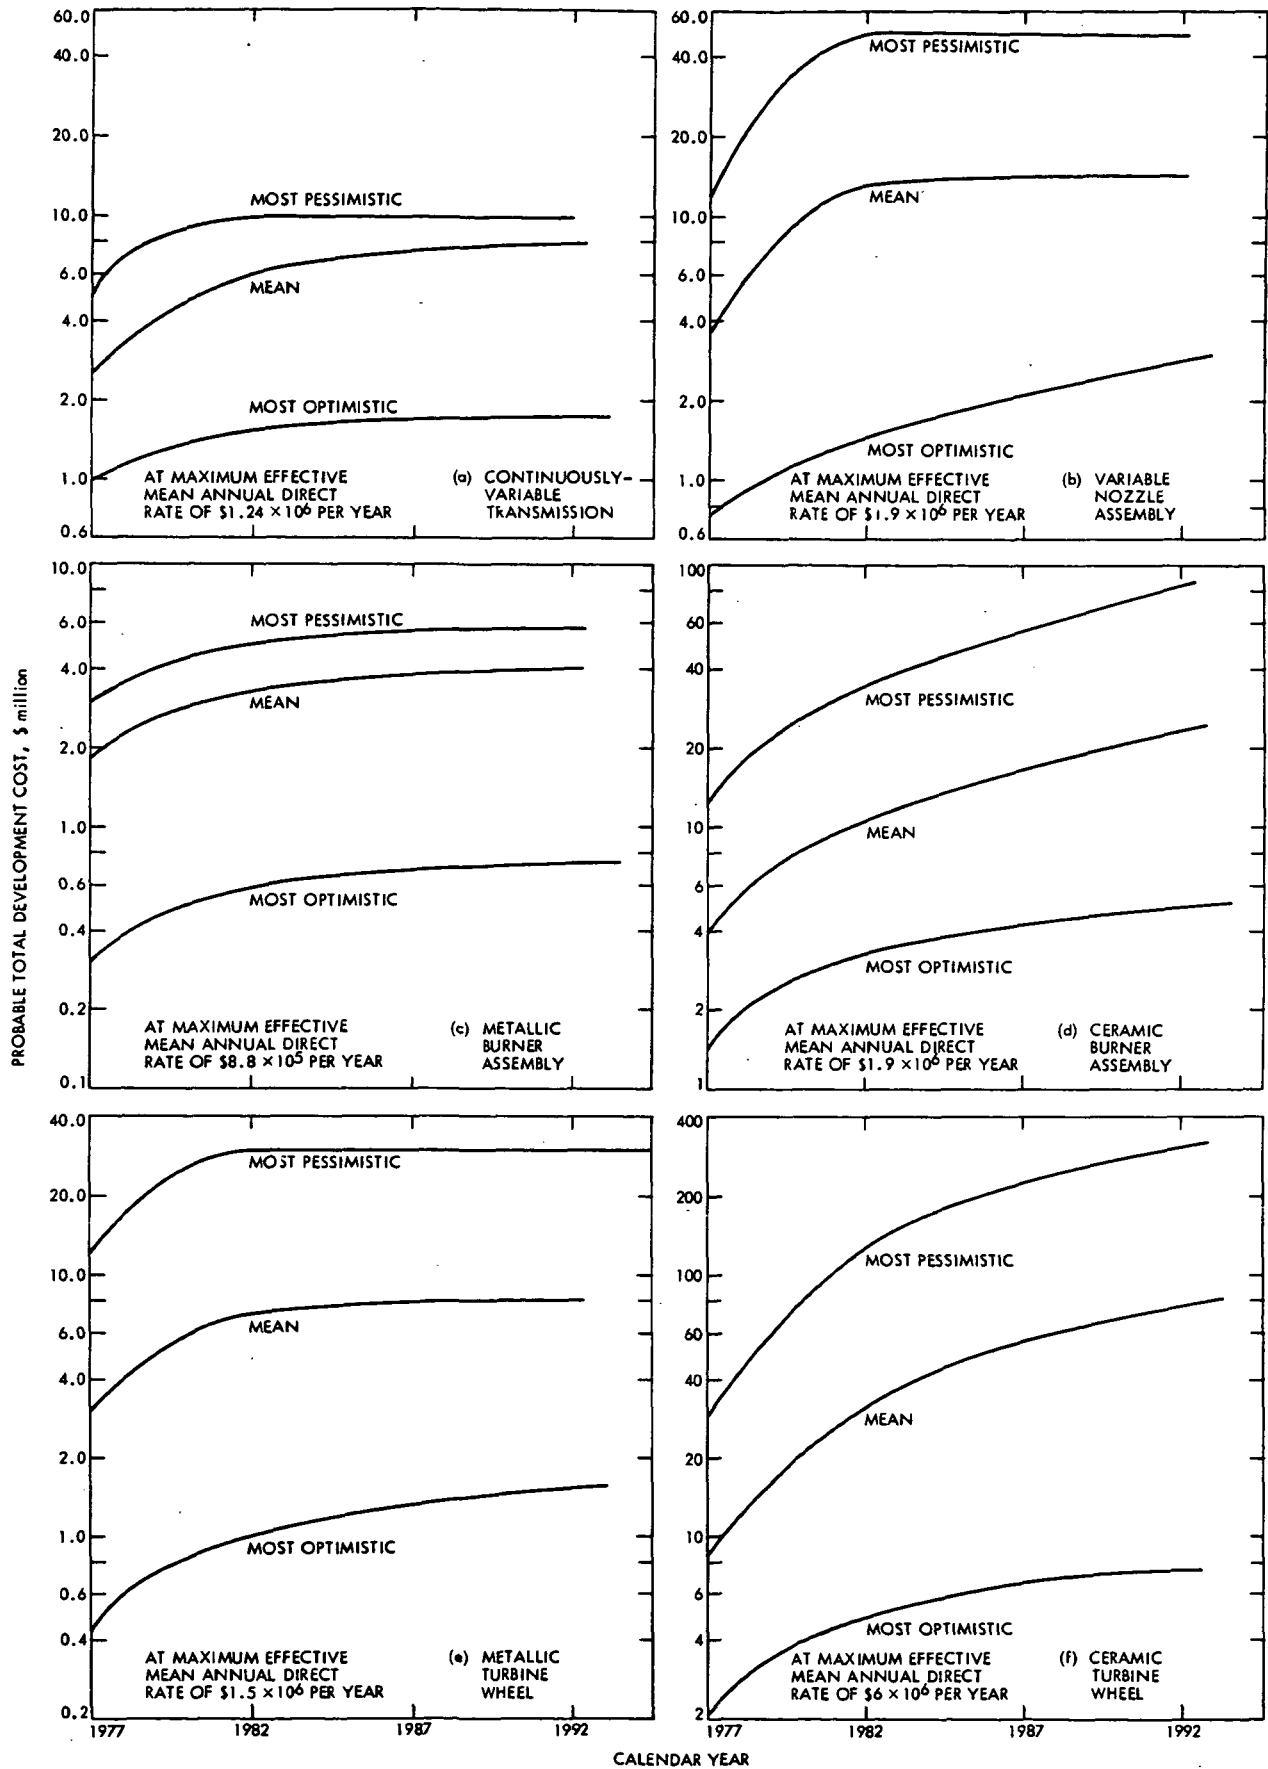 PROBABLE TOTAL DEVELOPMENT COST, $ million
60.0
40.0
20.0
10.0
6.0
4.0
2.0
1.0
0.6
MOST PESSIMISTIC
MEAN
MOST OPTIMISTIC
AT MAXIMUM EFFECTIVE
MEAN ANNUAL DIRECT
RATE OF $1.24 ×10⁶ PER YEAR
(a) CONTINUOUSLY-
VARIABLE
TRANSMISSION
60.0
40.0
20.0
10.0
6.0
4.0
2.0
1.0
0.6
MOST PESSIMISTIC
MEAN
MOST OPTIMISTIC
AT MAXIMUM EFFECTIVE
MEAN ANNUAL DIRECT
RATE OF $1.9 ×10⁶ PER YEAR
(b) VARIABLE
NOZZLE
ASSEMBLY
10.0
6.0
4.0
2.0
1.0
0.6
0.4
0.2
0.1
MOST PESSIMISTIC
MEAN
MOST OPTIMISTIC
AT MAXIMUM EFFECTIVE
MEAN ANNUAL DIRECT
RATE OF $8.8 ×10⁵ PER YEAR
(c) METALLIC
BURNER
ASSEMBLY
100
60
40
20
10
6
4
2
1
MOST PESSIMISTIC
MEAN
MOST OPTIMISTIC
AT MAXIMUM EFFECTIVE
MEAN ANNUAL DIRECT
RATE OF $1.9 ×10⁶ PER YEAR
(d) CERAMIC
BURNER
ASSEMBLY
40.0
20.0
10.0
6.0
4.0
2.0
1.0
0.6
0.4
0.2
MOST PESSIMISTIC
MEAN
MOST OPTIMISTIC
AT MAXIMUM EFFECTIVE
MEAN ANNUAL DIRECT
RATE OF $1.5 ×10⁶ PER YEAR
(e) METALLIC
TURBINE
WHEEL
1977 1982 1987 1992
400
200
100
60
40
20
10
6
4
2
MOST PESSIMISTIC
MEAN
MOST OPTIMISTIC
AT MAXIMUM EFFECTIVE
MEAN ANNUAL DIRECT
RATE OF $6 ×10⁶ PER YEAR
(f) CERAMIC
TURBINE
WHEEL
1977 1982 1987 1992
CALENDAR YEAR